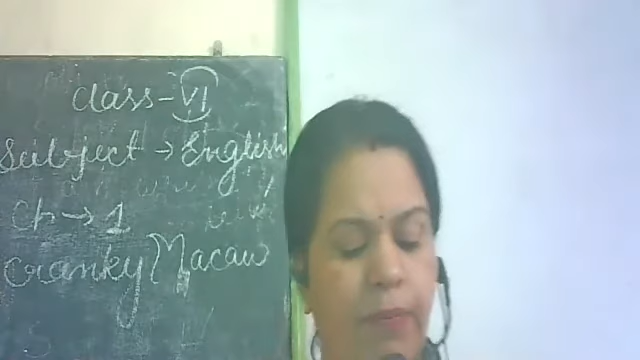 Class-VI
Subject → English
Ch → 1
Cranky Macaw